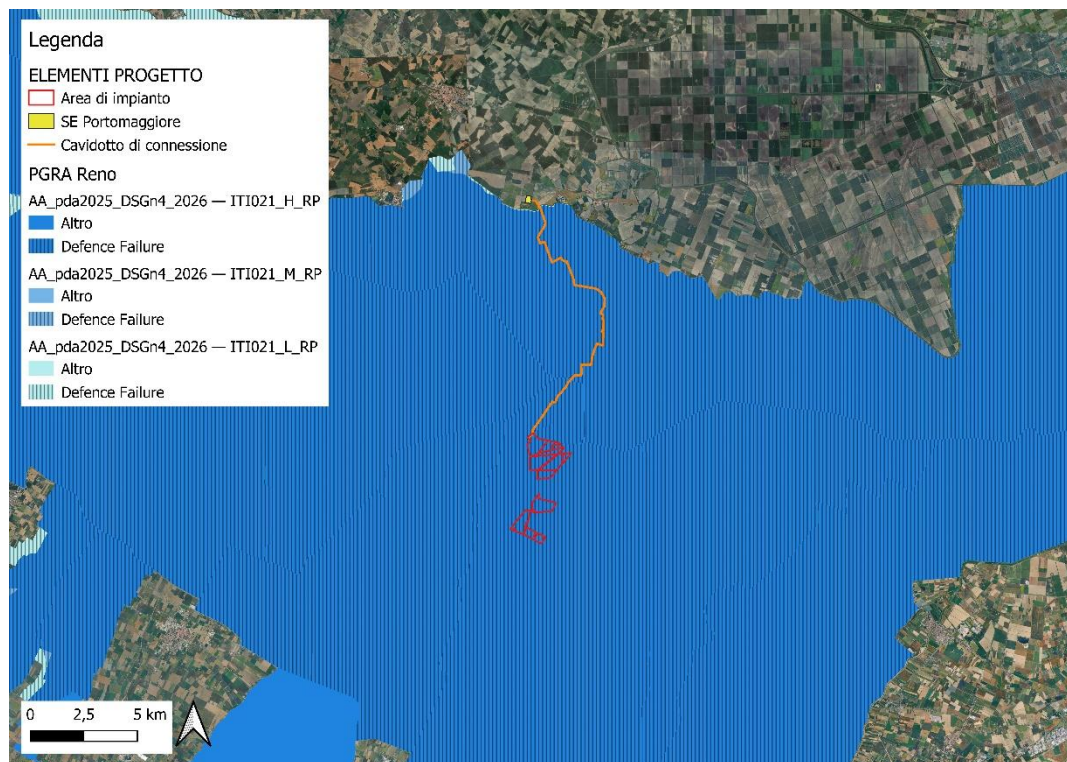 Legenda
ELEMENTI PROGETTO
Area di impianto
SE Portomaggiore
Cavidotto di connessione
PGRA Reno
AA_pda2025_DSGn4_2026 — ITI021_H_RP
Altro
Defence Failure
AA_pda2025_DSGn4_2026 — ITI021_M_RP
Altro
Defence Failure
AA_pda2025_DSGn4_2026 — ITI021_L_RP
Altro
Defence Failure
0 2,5 5 km